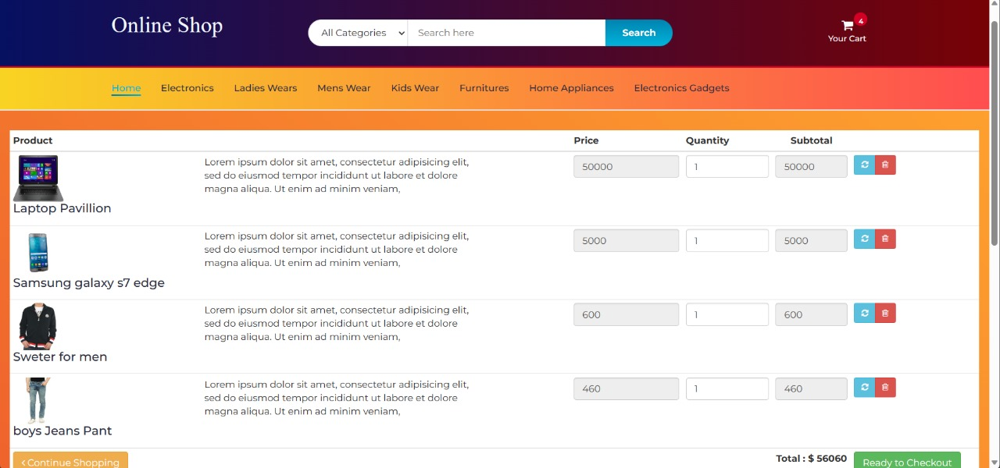 Online Shop
All Categories
Search here
Search
4
Your Cart
Home Electronics Ladies Wears Mens Wear Kids Wear Furnitures Home Appliances Electronics Gadgets
Product Price Quantity Subtotal
Lorem ipsum dolor sit amet, consectetur adipisicing elit,
sed do eiusmod tempor incididunt ut labore et dolore
magna aliqua. Ut enim ad minim veniam,
50000 1 50000
Laptop Pavillion
Lorem ipsum dolor sit amet, consectetur adipisicing elit,
sed do eiusmod tempor incididunt ut labore et dolore
magna aliqua. Ut enim ad minim veniam,
5000 1 5000
Samsung galaxy s7 edge
Lorem ipsum dolor sit amet, consectetur adipisicing elit,
sed do eiusmod tempor incididunt ut labore et dolore
magna aliqua. Ut enim ad minim veniam,
600 1 600
Sweter for men
Lorem ipsum dolor sit amet, consectetur adipisicing elit,
sed do eiusmod tempor incididunt ut labore et dolore
magna aliqua. Ut enim ad minim veniam,
460 1 460
boys Jeans Pant
Continue Shopping
Total : $ 56060
Ready to Checkout